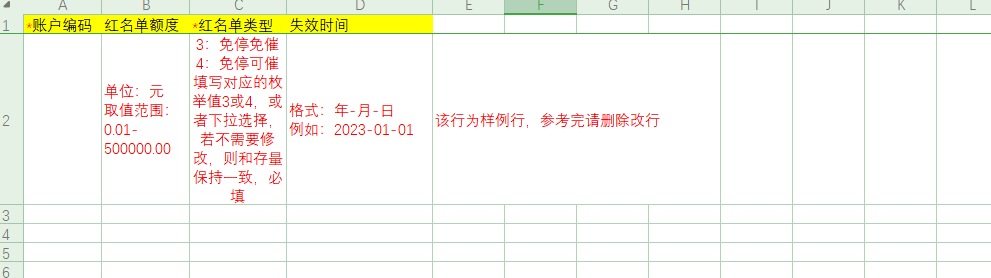 A B C D E F G H I J K L
1 *账户编码 红名单额度 *红名单类型 失效时间
2
单位：元
取值范围：
0.01-
500000.00
3：免停免催
4：免停可催
填写对应的枚
举值3或4，或
者下拉选择，
若不需要修
改，则和存量
保持一致，必
填
格式：年-月-日
例如：2023-01-01
该行为样例行，参考完请删除改行
3
4
5
6